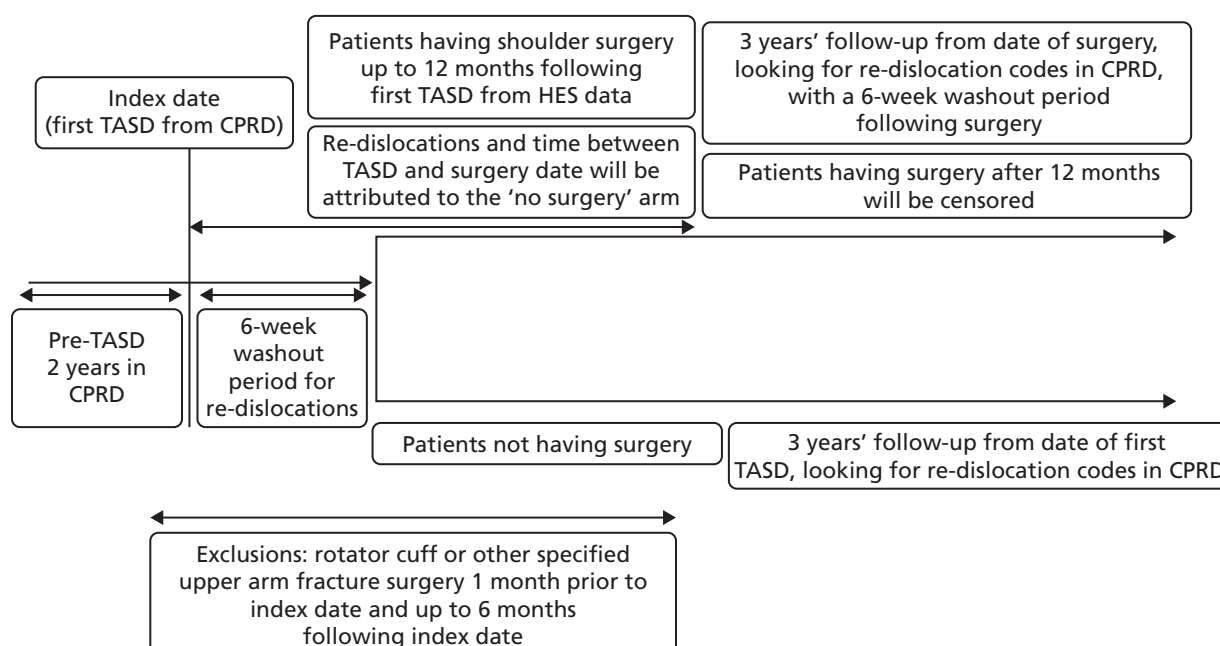 Patients having shoulder surgery
up to 12 months following
first TASD from HES data
3 years’ follow-up from date of surgery,
looking for re-dislocation codes in CPRD,
with a 6-week washout period
following surgery
Index date
(first TASD from CPRD)
Re-dislocations and time between
TASD and surgery date will be
attributed to the ‘no surgery’ arm
Patients having surgery after 12 months
will be censored
Pre-TASD
2 years in
CPRD
6-week
washout
period for
re-dislocations
Patients not having surgery
3 years’ follow-up from date of first
TASD, looking for re-dislocation codes in CPRD
Exclusions: rotator cuff or other specified
upper arm fracture surgery 1 month prior to
index date and up to 6 months
following index date